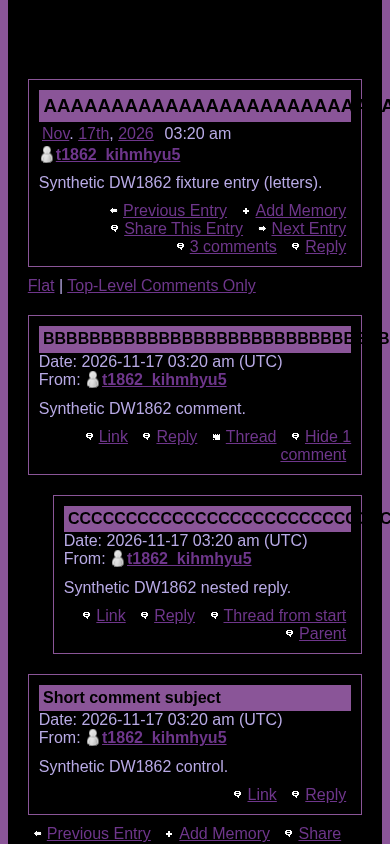 AAAAAAAAAAAAAAAAAAAAAAAAAA
Nov. 17th, 2026 03:20 am
t1862_kihmhyu5
Synthetic DW1862 fixture entry (letters).
Previous Entry Add Memory
Share This Entry Next Entry
3 comments Reply
Flat | Top-Level Comments Only
BBBBBBBBBBBBBBBBBBBBBBBBBBBBBB
Date: 2026-11-17 03:20 am (UTC)
From: t1862_kihmhyu5
Synthetic DW1862 comment.
Link Reply Thread Hide 1
comment
CCCCCCCCCCCCCCCCCCCCCCCCCCCC
Date: 2026-11-17 03:20 am (UTC)
From: t1862_kihmhyu5
Synthetic DW1862 nested reply.
Link Reply Thread from start
Parent
Short comment subject
Date: 2026-11-17 03:20 am (UTC)
From: t1862_kihmhyu5
Synthetic DW1862 control.
Link Reply
Previous Entry Add Memory Share